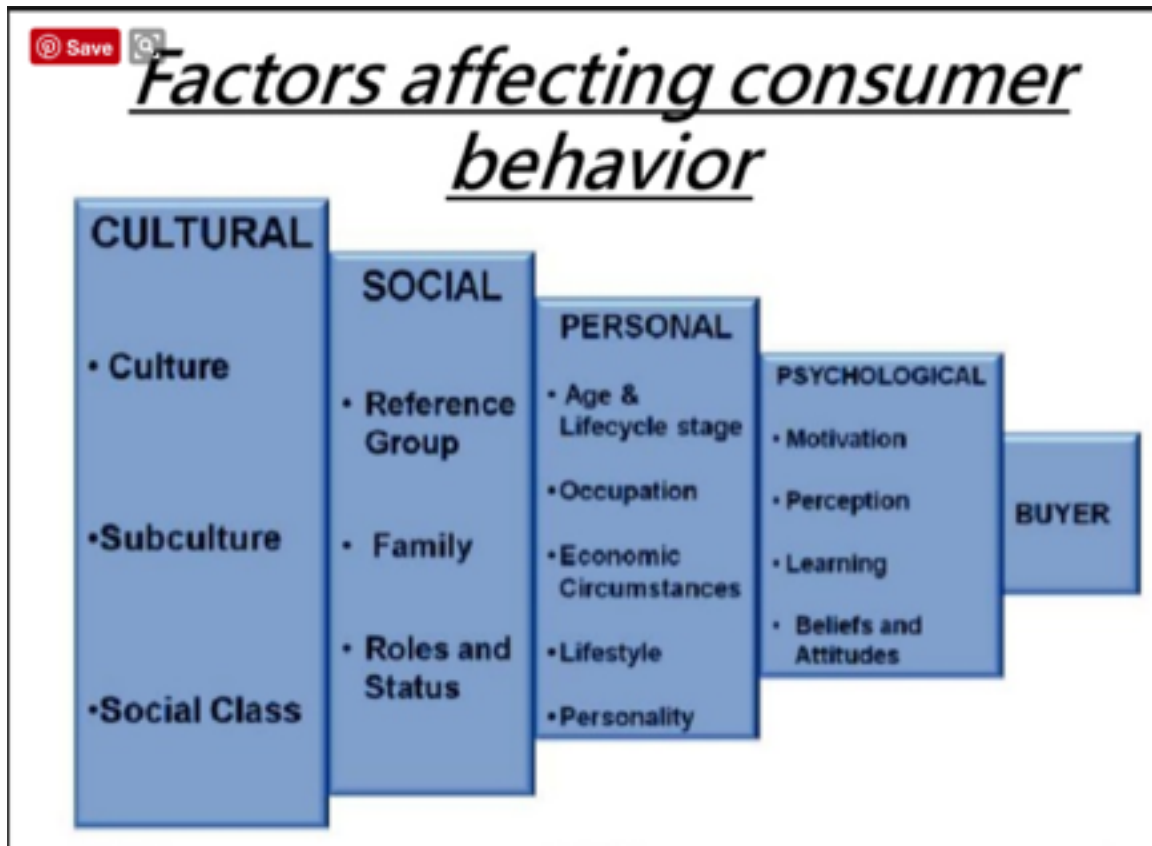 Save
Factors affecting consumer
behavior
CULTURAL
• Culture
•Subculture
•Social Class
SOCIAL
• Reference
Group
• Family
• Roles and
Status
PERSONAL
• Age &
Lifecycle stage
•Occupation
•Economic
Circumstances
•Lifestyle
•Personality
PSYCHOLOGICAL
• Motivation
• Perception
• Learning
• Beliefs and
Attitudes
BUYER